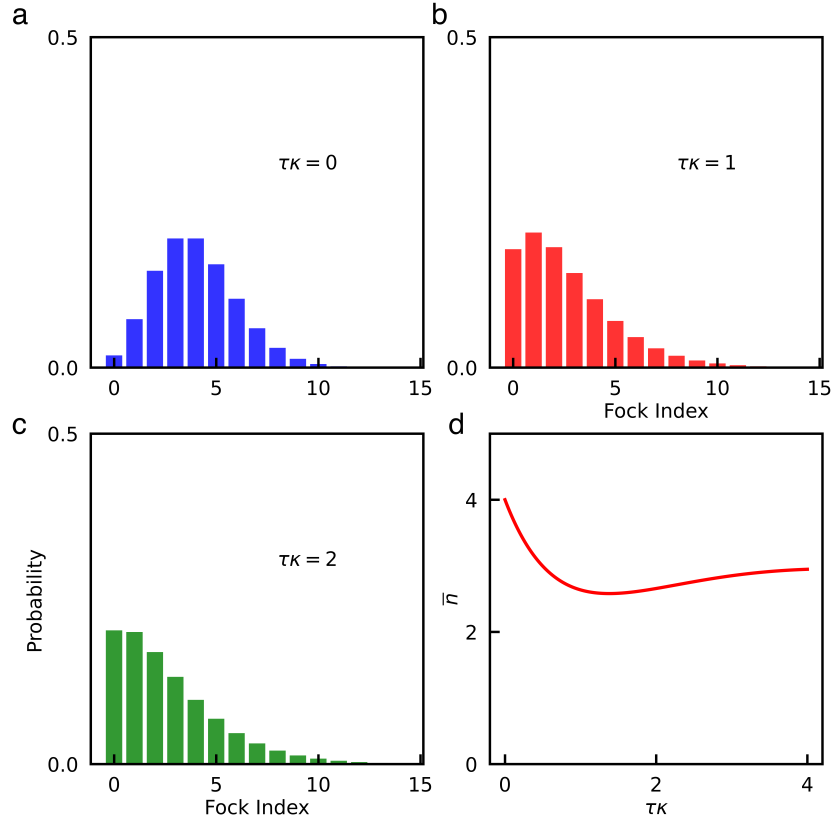 a
0.5
τκ = 0
0.0
0 5 10 15
b
0.5
τκ = 1
0.0
0 5 10 15
Fock Index
c
0.5
τκ = 2
Probability
0.0
0 5 10 15
Fock Index
d
4
n̅
2
0
0 2 4
τκ